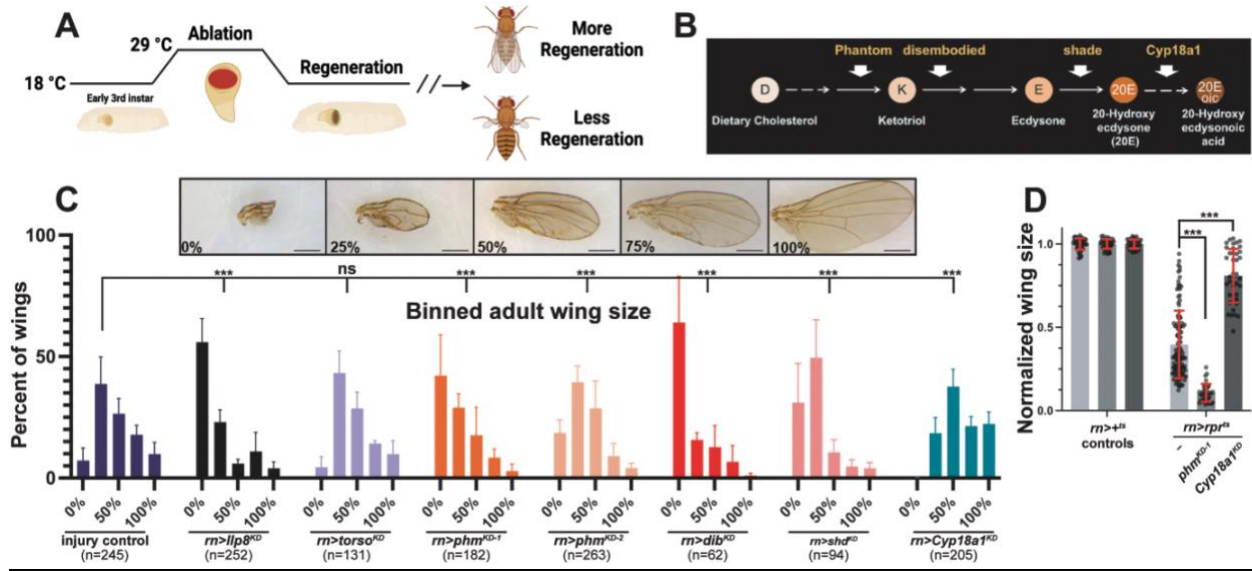 A
29 °C
Ablation
18 °C
Early 3rd instar
Regeneration
More
Regeneration
Less
Regeneration
B
Phantom disembodied shade Cyp18a1
D K E 20E 20E
oic
Dietary Cholesterol Ketotriol Ecdysone 20-Hydroxy 20-Hydroxy
ecdysone ecdysonoic
(20E) acid
C
0% 25% 50% 75% 100%
Percent of wings
100
50
0
*** ns *** *** *** *** ***
Binned adult wing size
0% 50% 100% 0% 50% 100% 0% 50% 100% 0% 50% 100% 0% 50% 100% 0% 50% 100% 0% 50% 100% 0% 50% 100%
injury control rn>Ilp8KD rn>torsoKD rn>phmKD-1 rn>phmKD-2 rn>dibKD rn>shdKD rn>Cyp18a1KD
(n=245) (n=252) (n=131) (n=182) (n=263) (n=62) (n=94) (n=205)
D
Normalized wing size
1.0
0.5
0.0
***
***
rn>+ts
controls
rn>rprts
–
phmKD-1
Cyp18a1KD